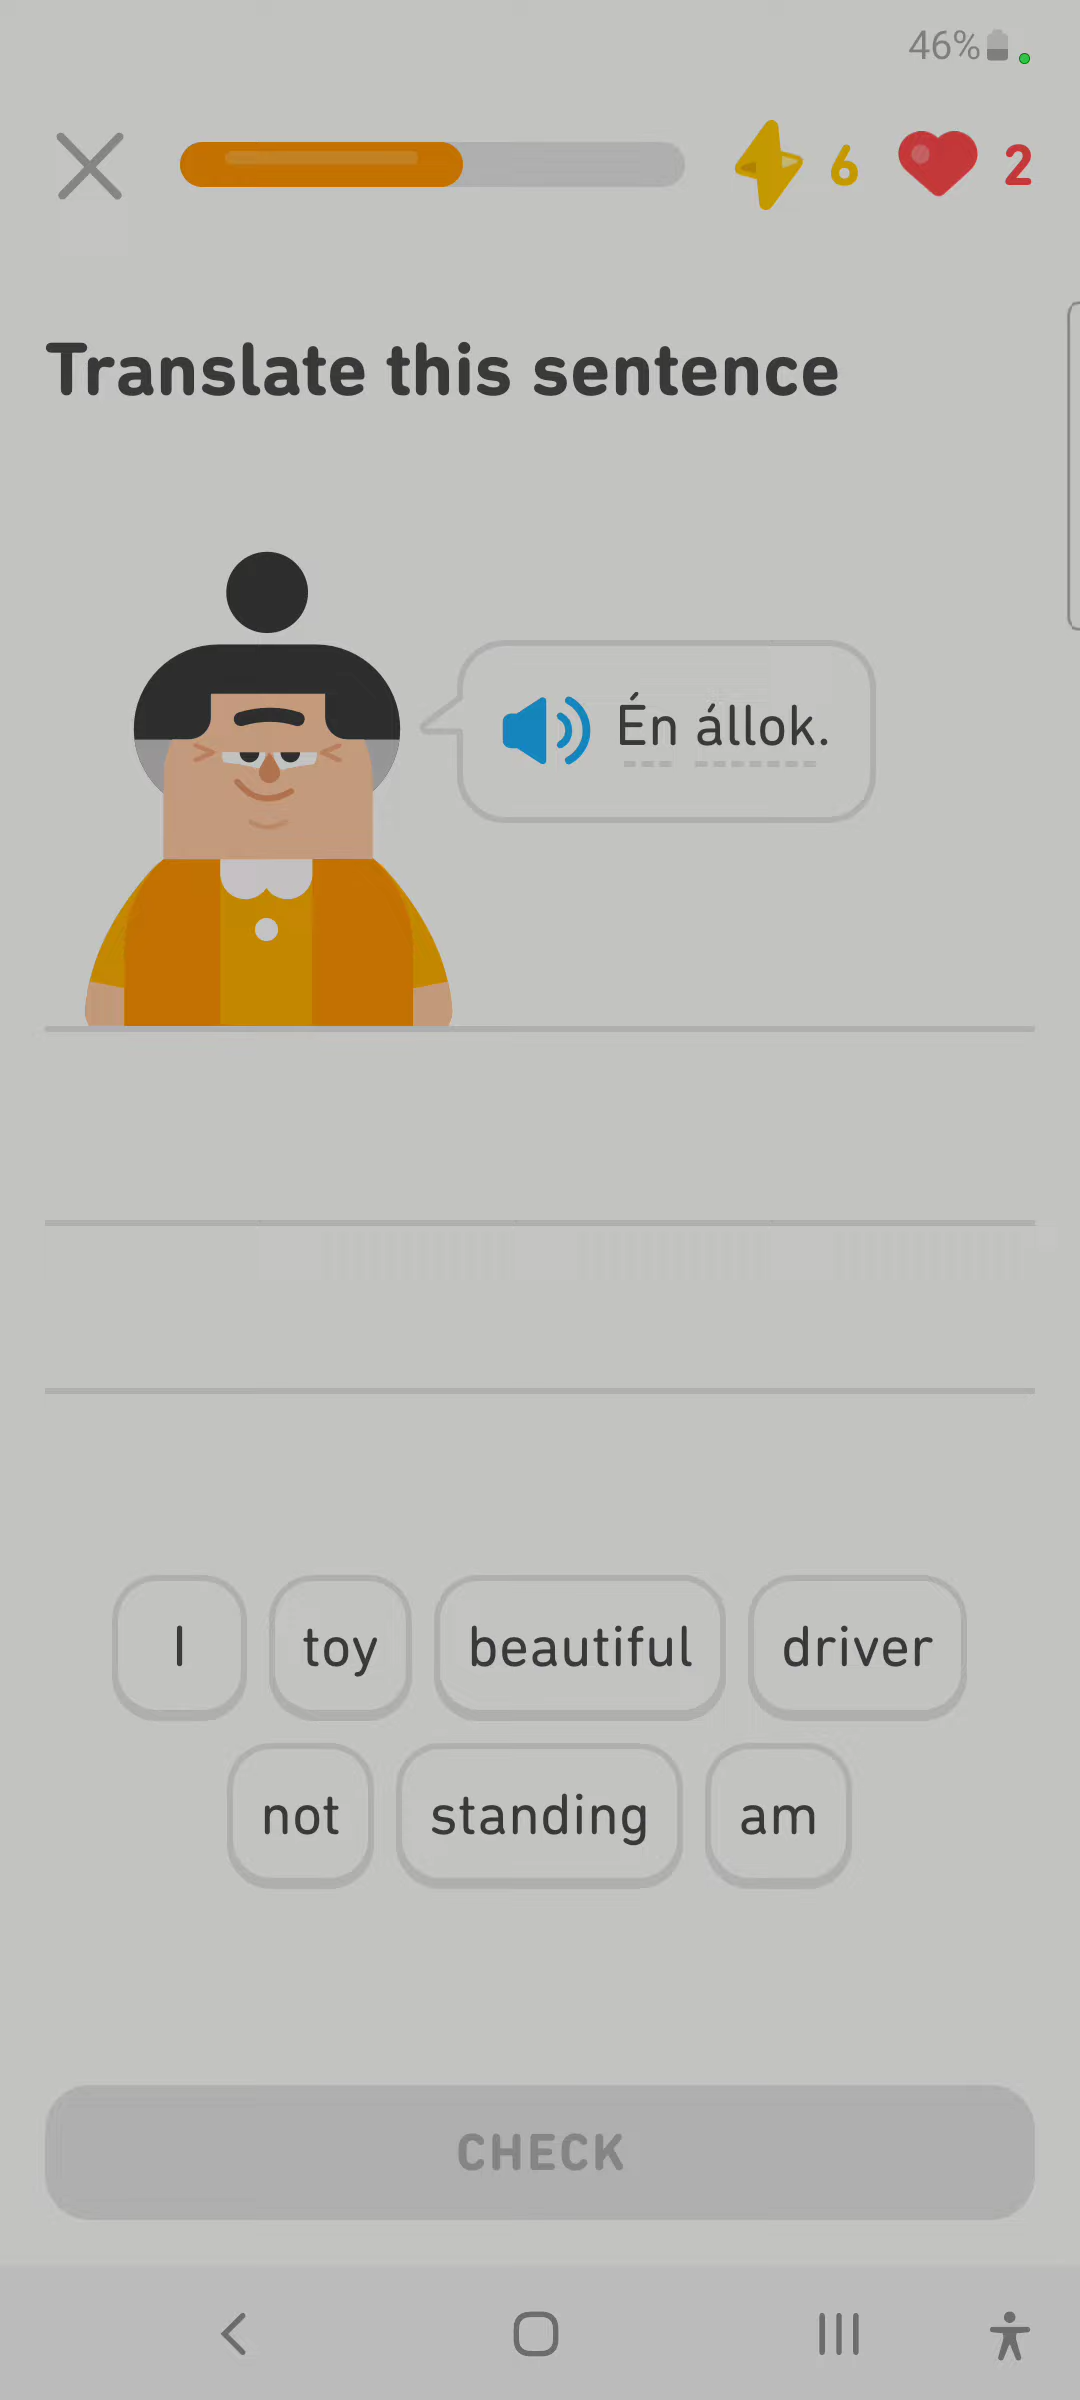 46%
6 2
Translate this sentence
Én állok.
I toy beautiful driver
not standing am
CHECK